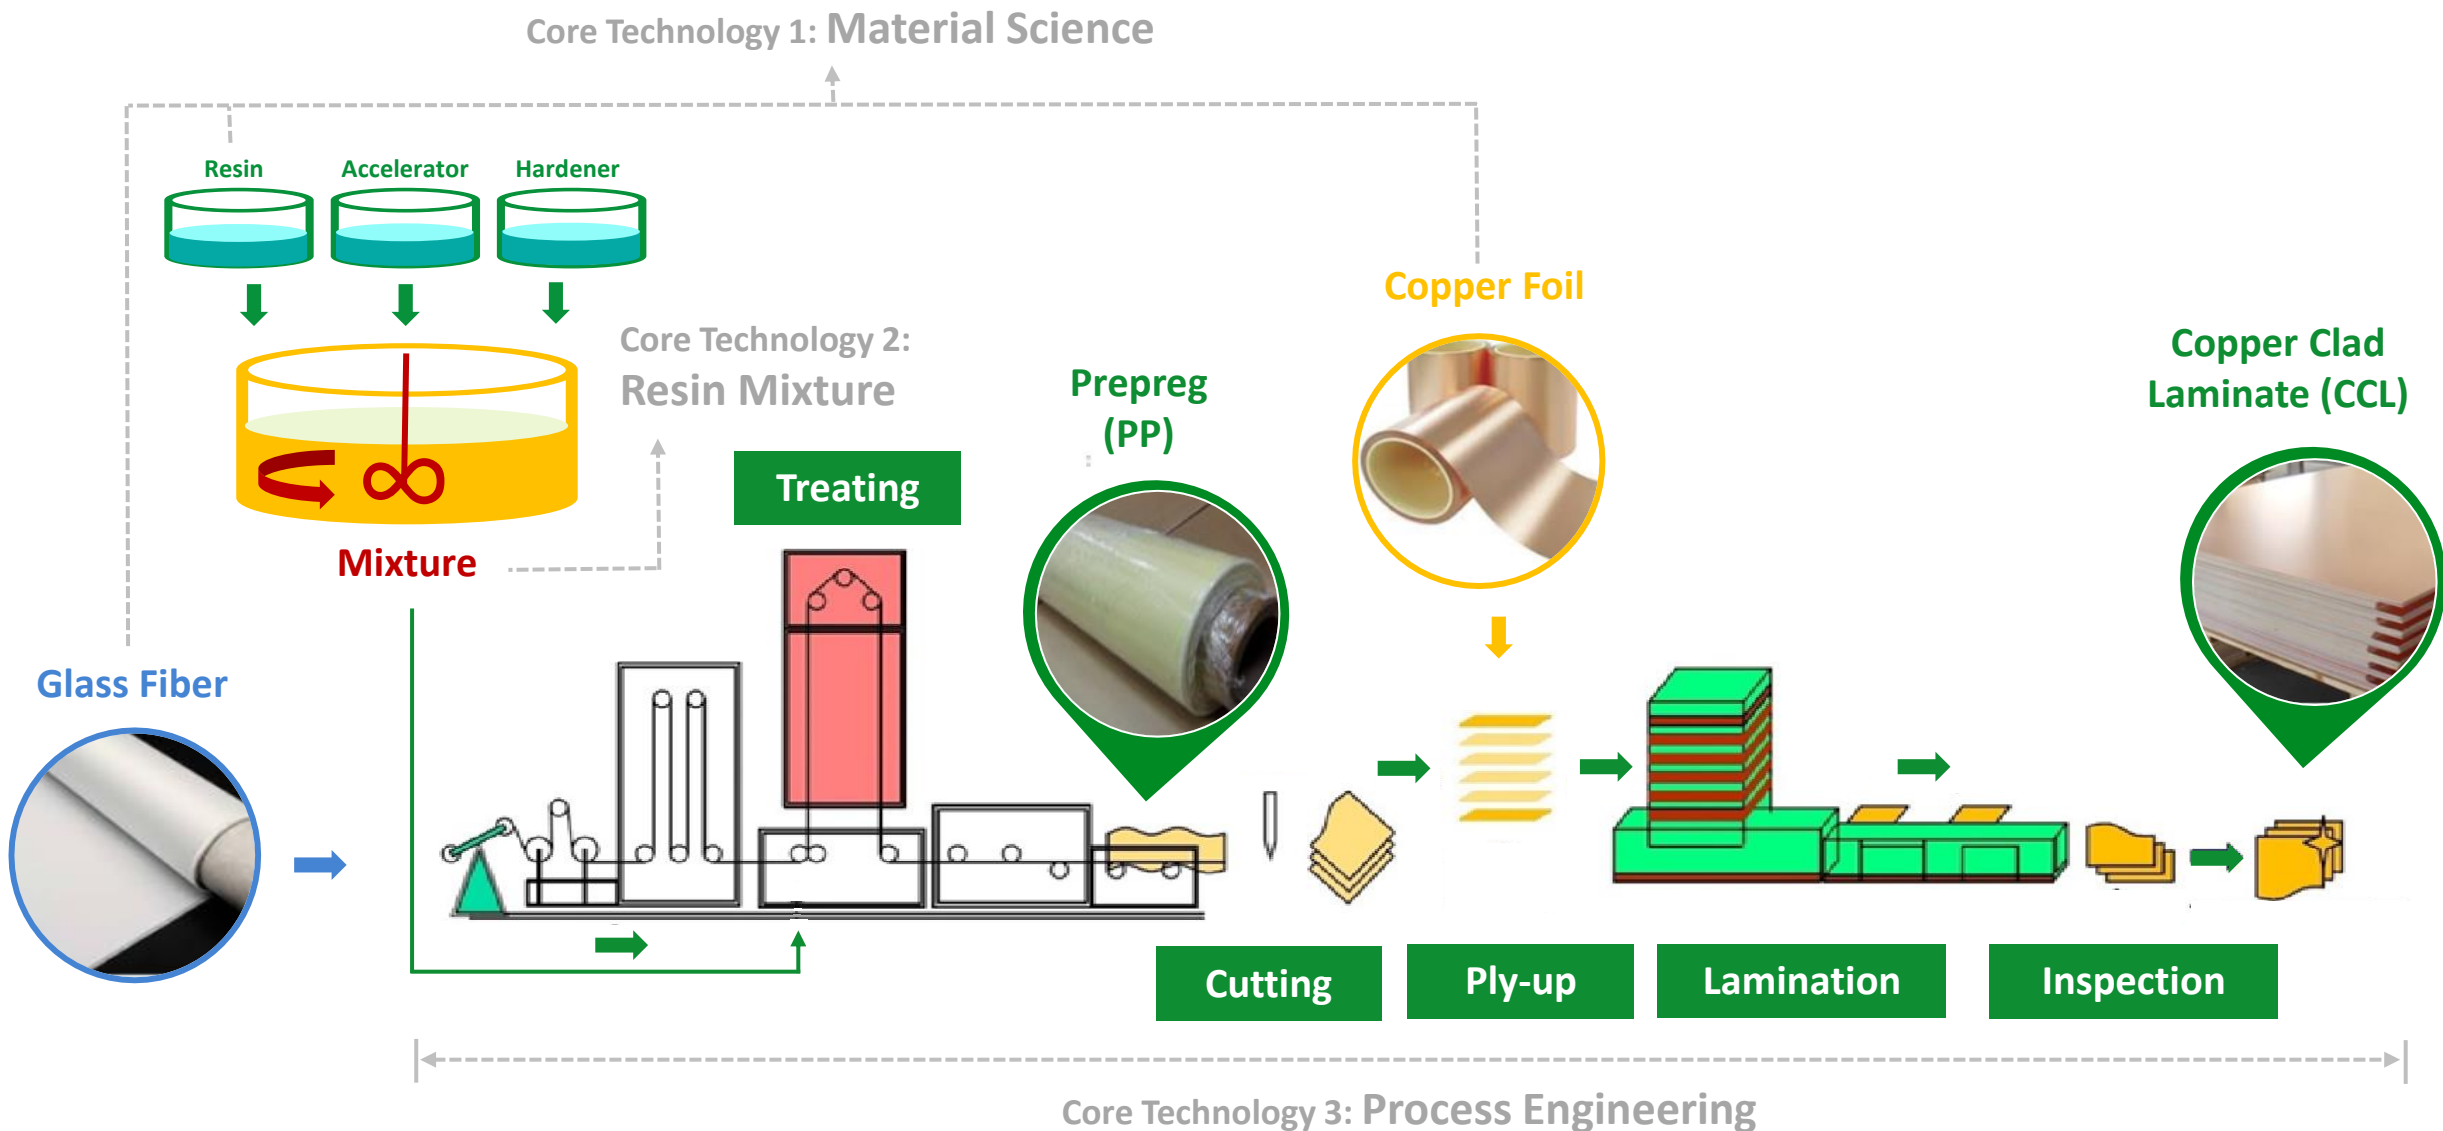 Core Technology 1: Material Science
Resin
Accelerator
Hardener
Core Technology 2:
Resin Mixture
Mixture
Glass Fiber
Treating
Prepreg
(PP)
Copper Foil
Copper Clad
Laminate (CCL)
Cutting
Ply-up
Lamination
Inspection
Core Technology 3: Process Engineering